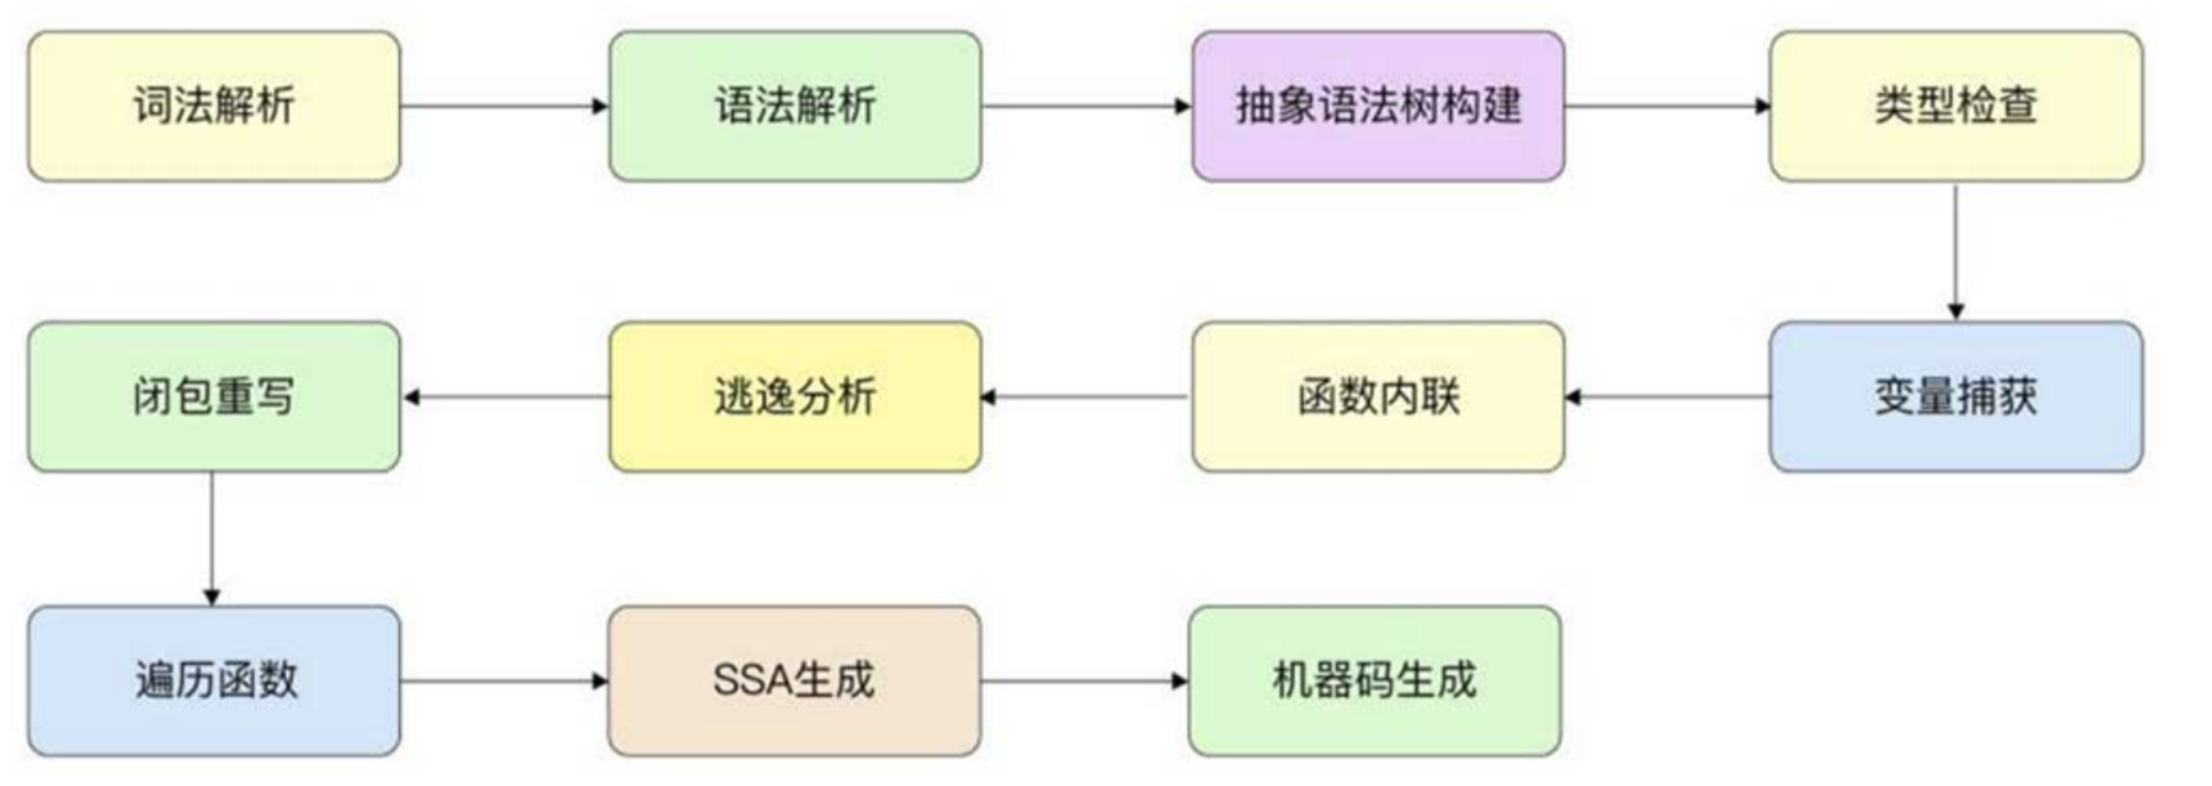 词法解析
语法解析
抽象语法树构建
类型检查
变量捕获
函数内联
逃逸分析
闭包重写
遍历函数
SSA生成
机器码生成